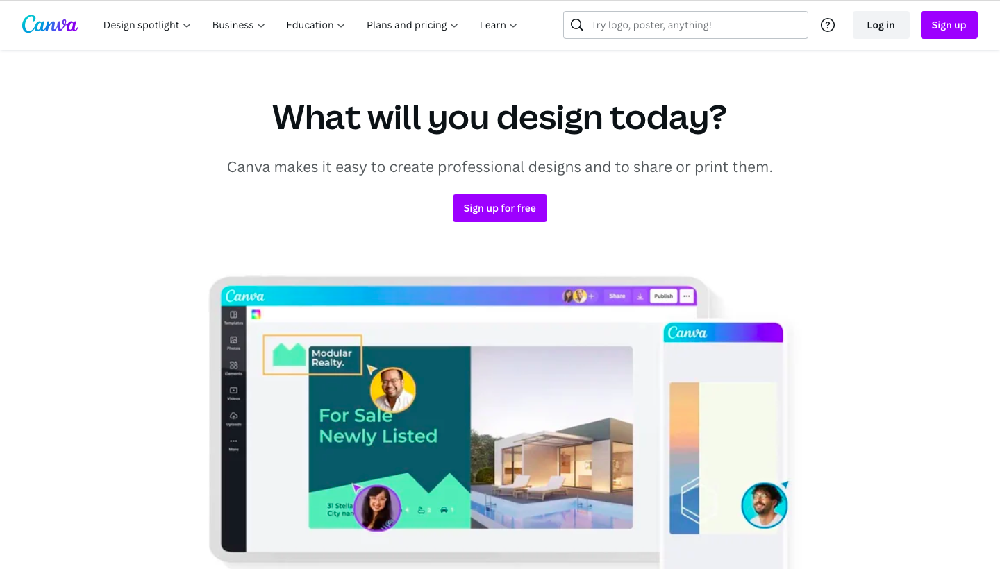 Canva
Design spotlight
Business
Education
Plans and pricing
Learn
Try logo, poster, anything!
Log in
Sign up
What will you design today?
Canva makes it easy to create professional designs and to share or print them.
Sign up for free
Canva
Share
Publish
Templates
Photos
Elements
Videos
Uploads
More
Modular
Realty.
For Sale
Newly Listed
31 Stella
City nam
4
2
1
Canva